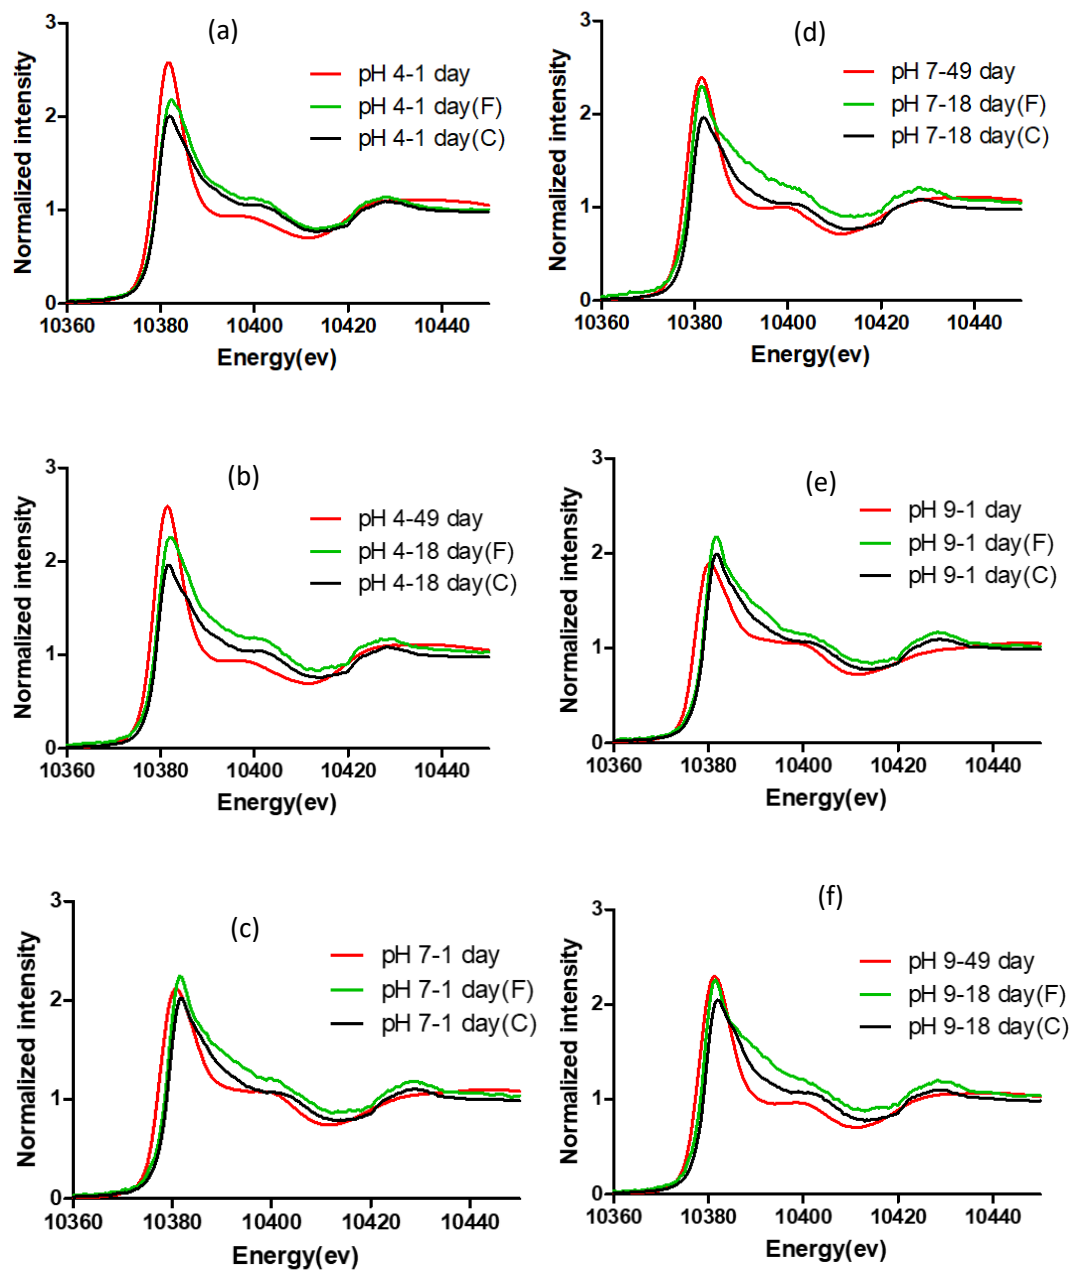 (a)
3
2
1
0
Normalized intensity
pH 4-1 day
pH 4-1 day(F)
pH 4-1 day(C)
10360 10380 10400 10420 10440
Energy(ev)
(d)
3
2
1
0
Normalized intensity
pH 7-49 day
pH 7-18 day(F)
pH 7-18 day(C)
10360 10380 10400 10420 10440
Energy(ev)
(b)
3
2
1
0
Normalized intensity
pH 4-49 day
pH 4-18 day(F)
pH 4-18 day(C)
10360 10380 10400 10420 10440
Energy(ev)
(e)
3
2
1
0
Normalized intensity
pH 9-1 day
pH 9-1 day(F)
pH 9-1 day(C)
10360 10380 10400 10420 10440
Energy(ev)
(c)
3
2
1
0
Normalized intensity
pH 7-1 day
pH 7-1 day(F)
pH 7-1 day(C)
10360 10380 10400 10420 10440
Energy(ev)
(f)
3
2
1
0
Normalized intensity
pH 9-49 day
pH 9-18 day(F)
pH 9-18 day(C)
10360 10380 10400 10420 10440
Energy(ev)